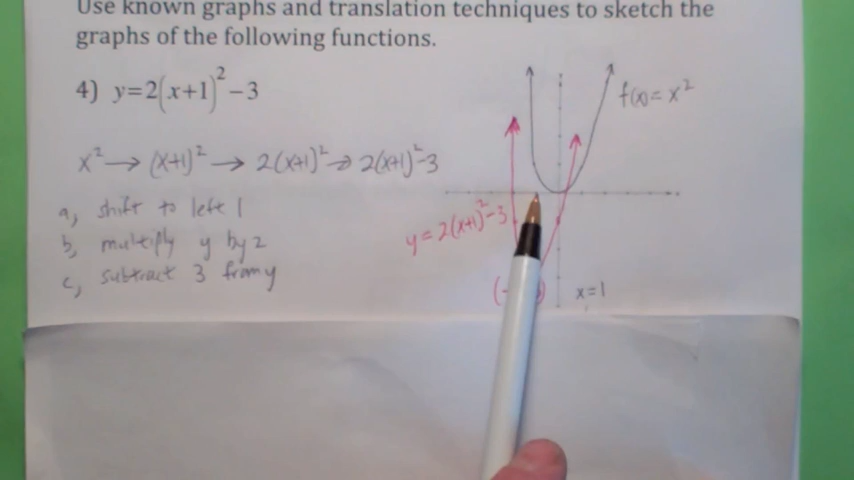 Use known graphs and translation techniques to sketch the
graphs of the following functions.
4) y=2(x+1)²-3
f(x)=x²
x² → (x+1)² → 2(x+1)² → 2(x+1)²-3
a, shift to left 1
b, multiply y by 2
c, subtract 3 from y
y=2(x+1)²-3
x=1